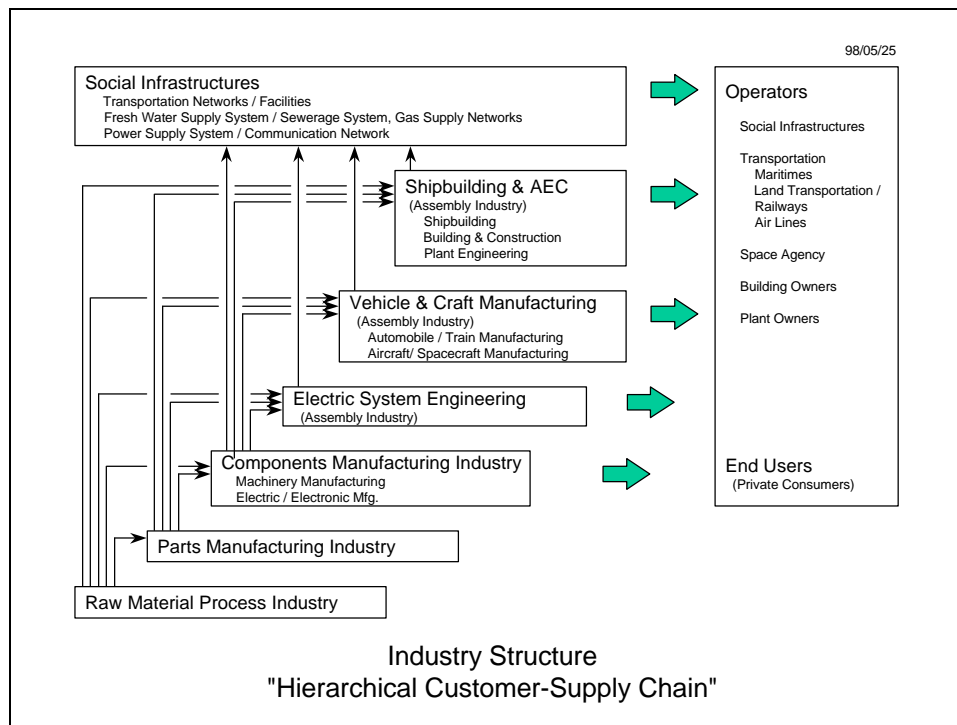 98/05/25
Social Infrastructures
Transportation Networks / Facilities
Fresh Water Supply System / Sewerage System, Gas Supply Networks
Power Supply System / Communication Network
Shipbuilding & AEC
(Assembly Industry)
Shipbuilding
Building & Construction
Plant Engineering
Vehicle & Craft Manufacturing
(Assembly Industry)
Automobile / Train Manufacturing
Aircraft/ Spacecraft Manufacturing
Electric System Engineering
(Assembly Industry)
Components Manufacturing Industry
Machinery Manufacturing
Electric / Electronic Mfg.
Parts Manufacturing Industry
Raw Material Process Industry
Operators
Social Infrastructures
Transportation
Maritimes
Land Transportation /
Railways
Air Lines
Space Agency
Building Owners
Plant Owners
End Users
(Private Consumers)
Industry Structure
"Hierarchical Customer-Supply Chain"